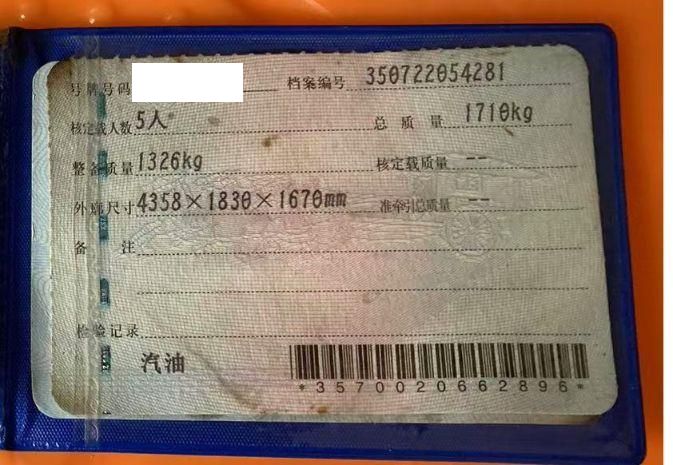 号牌号码 档案编号 350722054281
核定载人数 5人 总质量 1710kg
整备质量 1326kg 核定载质量 --
外廓尺寸 4358×1830×1670mm 准牵引总质量 --
备注
检验记录
汽油
*3570020662896*